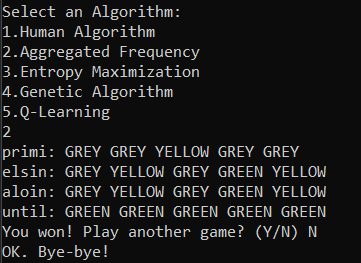 Select an Algorithm:
1.Human Algorithm
2.Aggregated Frequency
3.Entropy Maximization
4.Genetic Algorithm
5.Q-Learning
2
primi: GREY GREY YELLOW GREY GREY
elsin: GREY YELLOW GREY GREEN YELLOW
aloin: GREY YELLOW GREY GREEN YELLOW
until: GREEN GREEN GREEN GREEN GREEN
You won! Play another game? (Y/N) N
OK. Bye-bye!